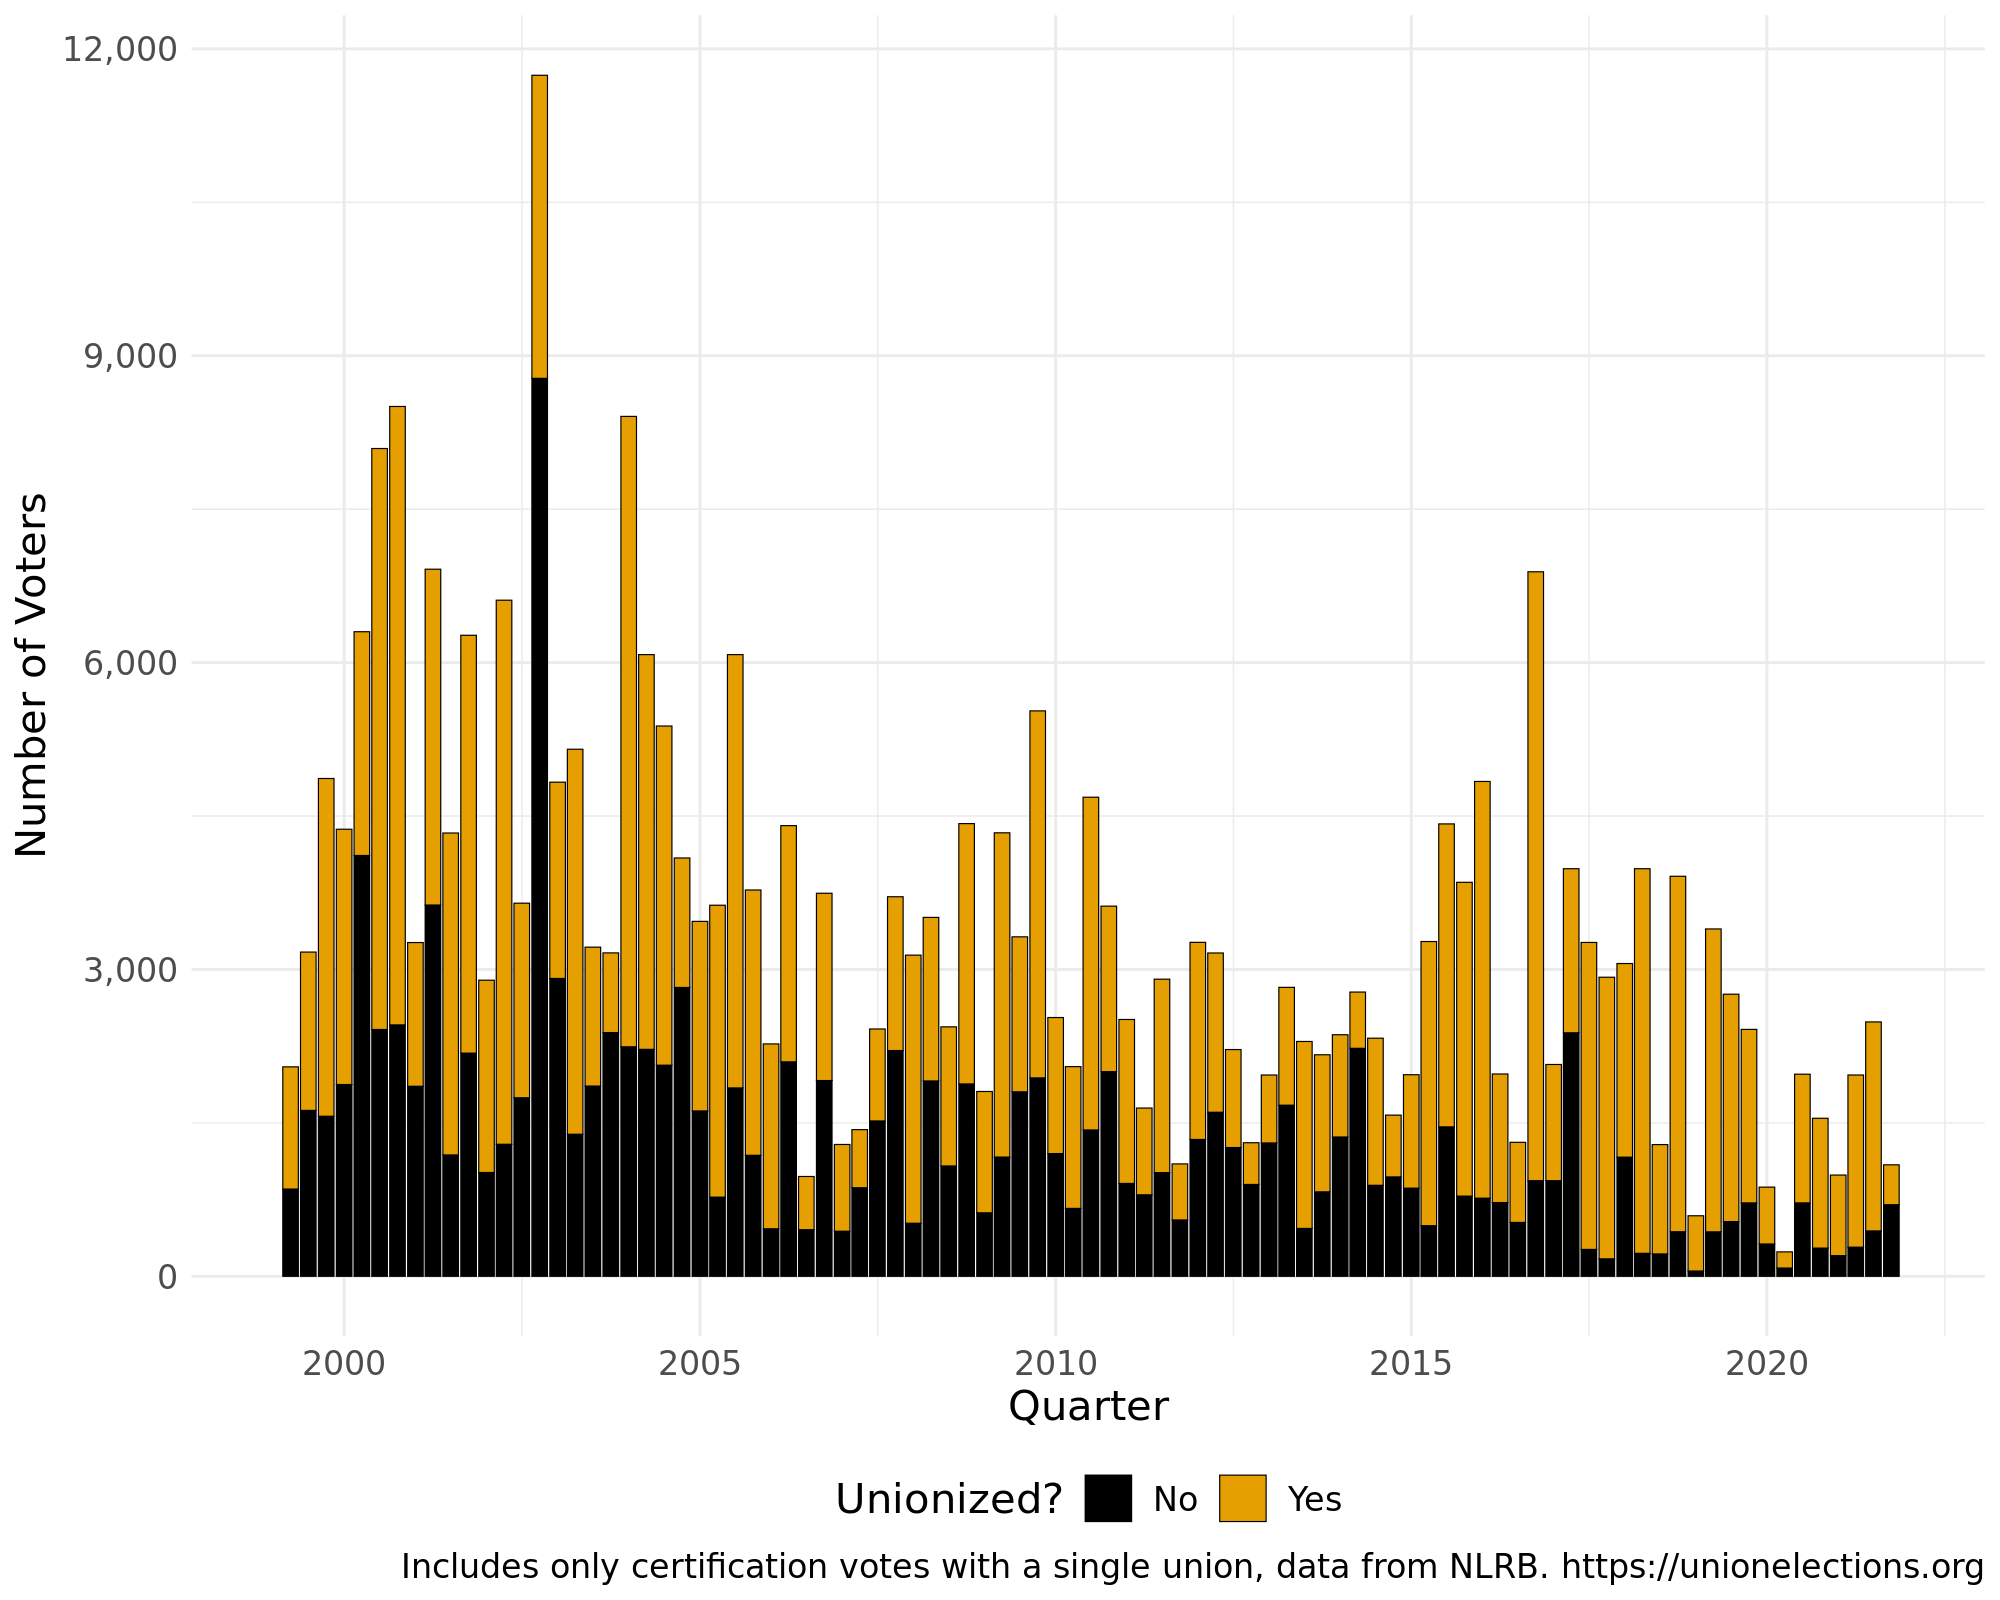 12,000
9,000
6,000
3,000
0
Number of Voters
2000 2005 2010 2015 2020
Quarter
Unionized? No Yes
Includes only certification votes with a single union, data from NLRB. https://unionelections.org